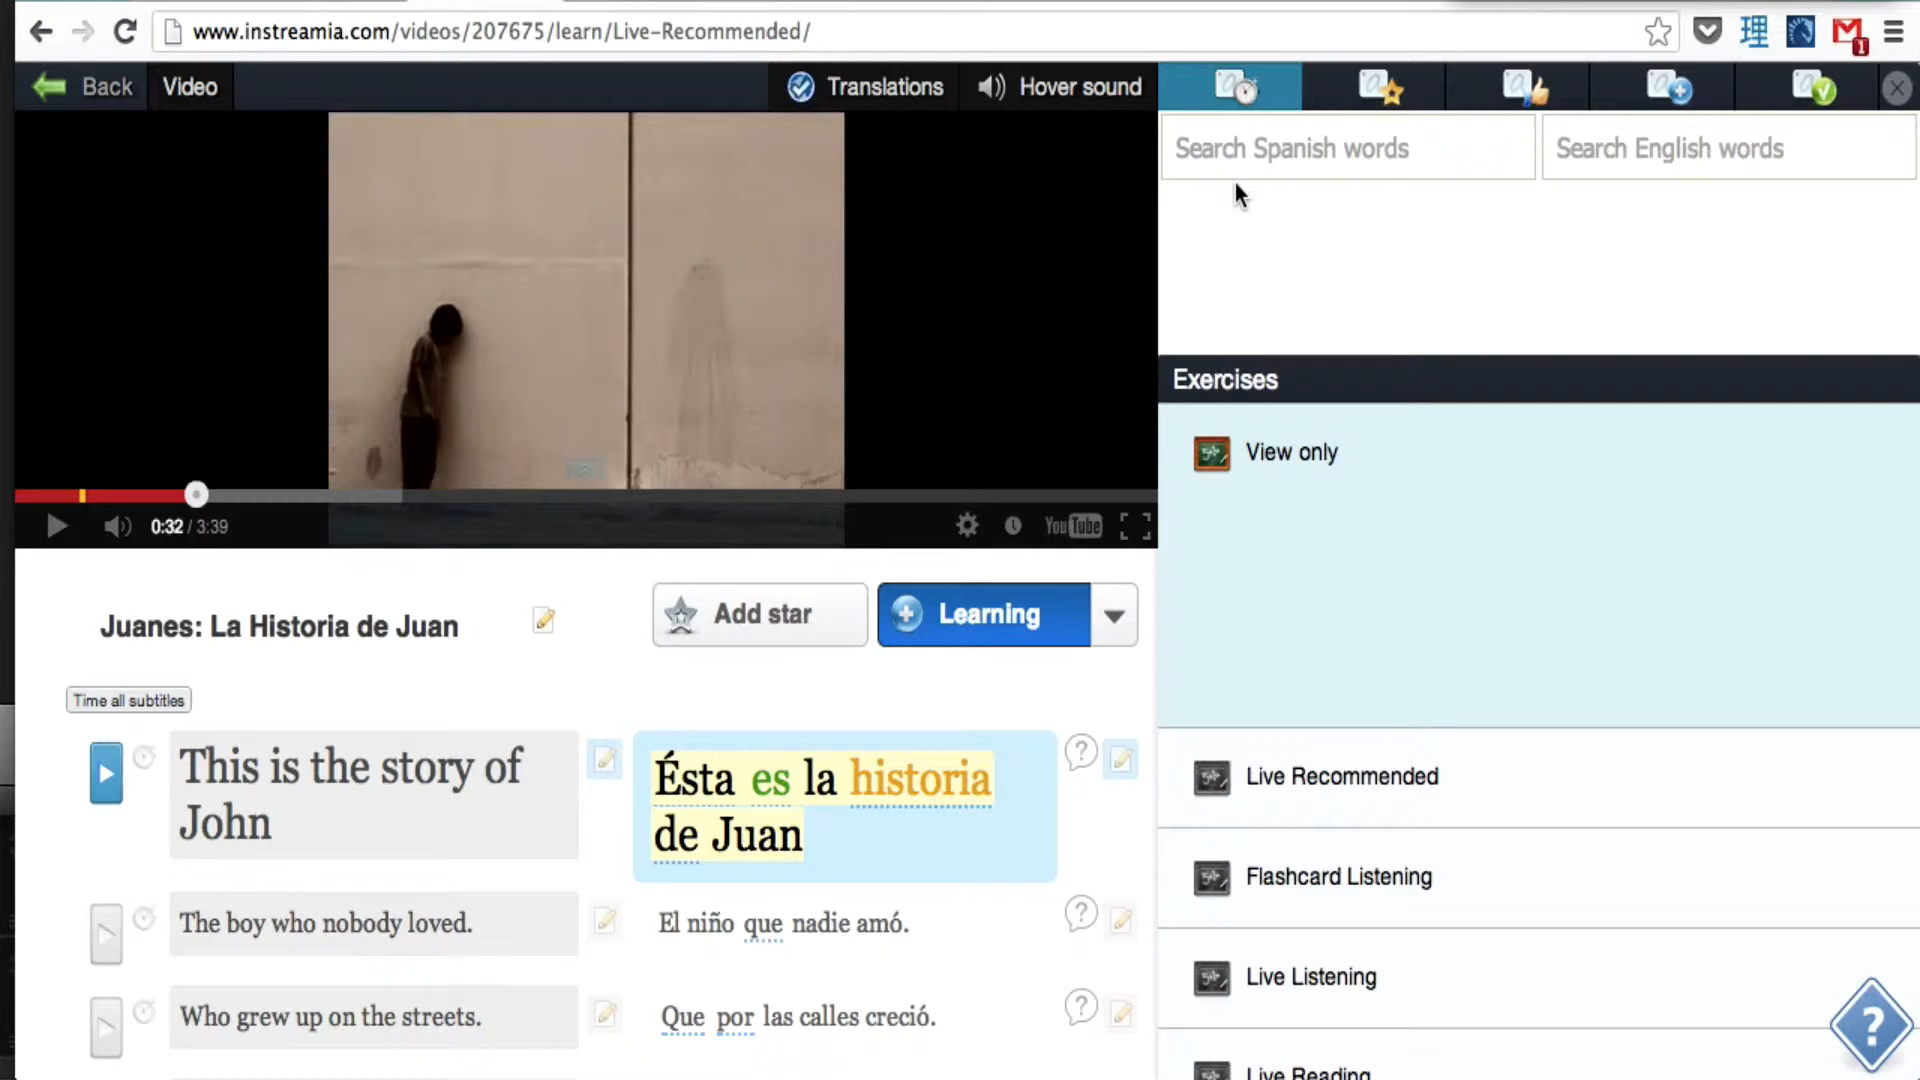 www.instreamia.com/videos/207675/learn/Live-Recommended/
理
1
Back
Video
Translations
Hover sound
Search Spanish words
Search English words
Exercises
View only
0:32 / 3:39
YouTube
Juanes: La Historia de Juan
Add star
Learning
Time all subtitles
This is the story of
John
Ésta es la historia
de Juan
?
The boy who nobody loved.
El niño que nadie amó.
?
Who grew up on the streets.
Que por las calles creció.
?
Live Recommended
Flashcard Listening
Live Listening
Live Reading
?